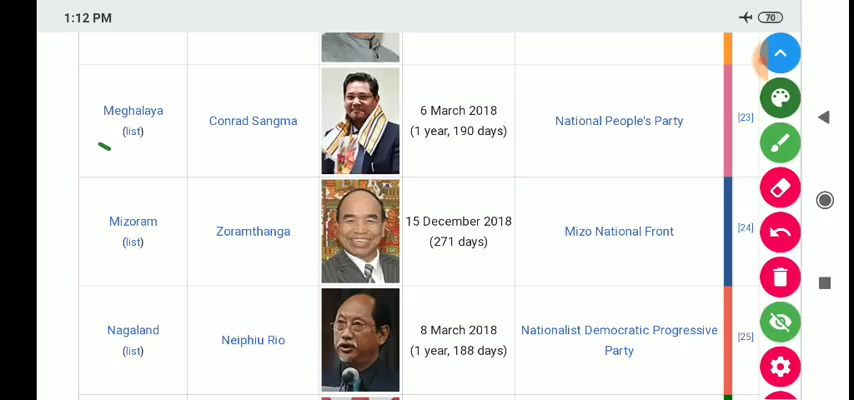 1:12 PM
70
Meghalaya
(list)
Conrad Sangma
6 March 2018
(1 year, 190 days)
National People's Party
[23]
Mizoram
(list)
Zoramthanga
15 December 2018
(271 days)
Mizo National Front
[24]
Nagaland
(list)
Neiphiu Rio
8 March 2018
(1 year, 188 days)
Nationalist Democratic Progressive
Party
[25]